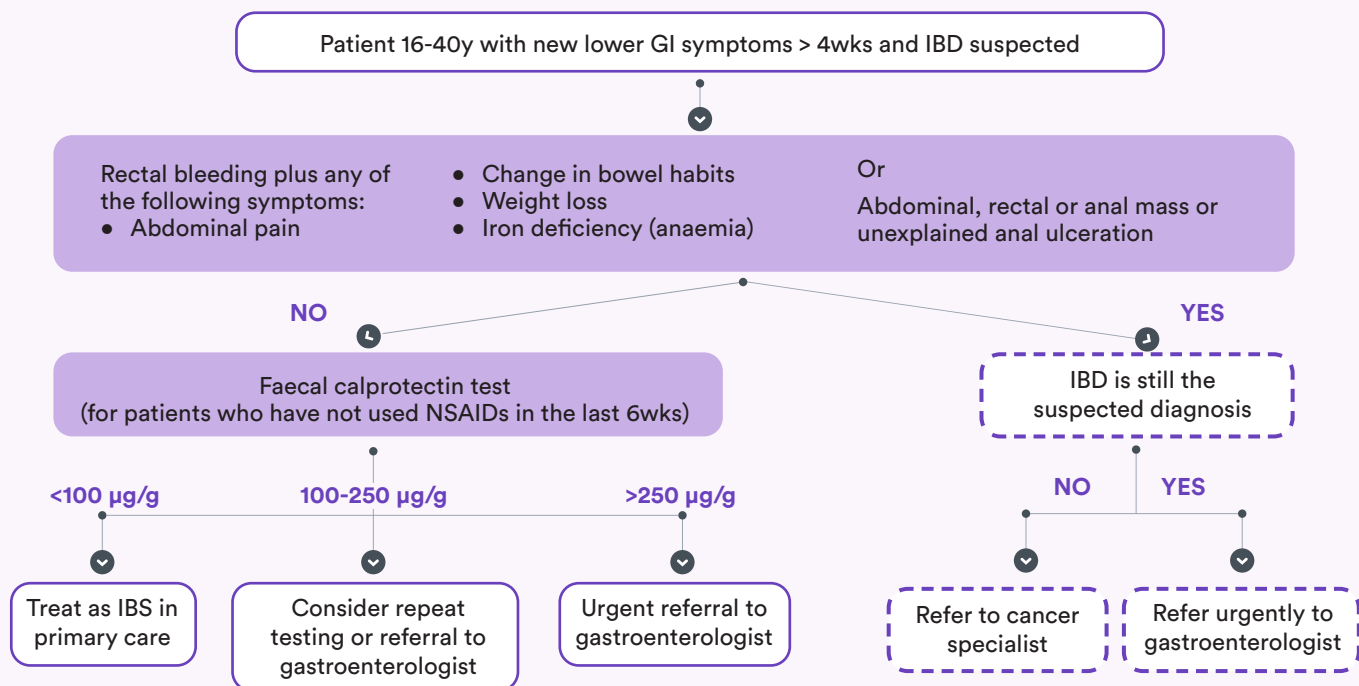 Patient 16-40y with new lower GI symptoms > 4wks and IBD suspected
Rectal bleeding plus any of
the following symptoms:
● Abdominal pain
● Change in bowel habits
● Weight loss
● Iron deficiency (anaemia)
Or
Abdominal, rectal or anal mass or
unexplained anal ulceration
NO
YES
Faecal calprotectin test
(for patients who have not used NSAIDs in the last 6wks)
IBD is still the
suspected diagnosis
<100 µg/g
100-250 µg/g
>250 µg/g
NO
YES
Treat as IBS in
primary care
Consider repeat
testing or referral to
gastroenterologist
Urgent referral to
gastroenterologist
Refer to cancer
specialist
Refer urgently to
gastroenterologist